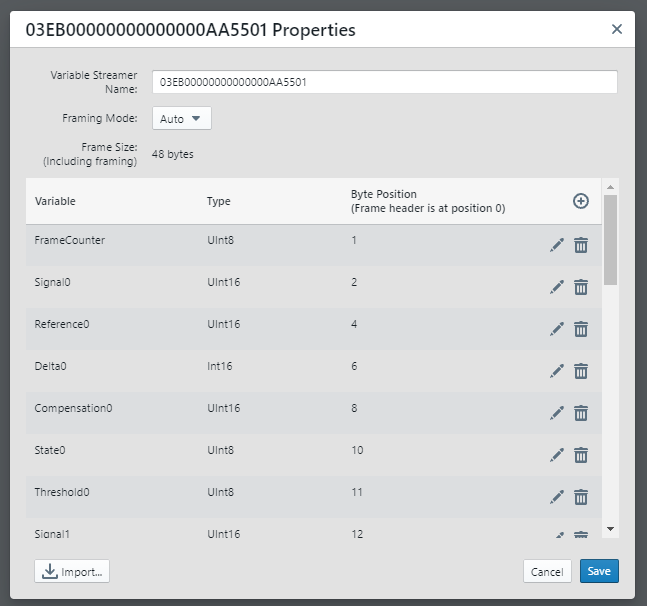 03EB00000000000000AA5501 Properties
Variable Streamer
Name:
03EB00000000000000AA5501
Framing Mode:
Auto
Frame Size:
(Including framing)
48 bytes
Variable Type Byte Position
(Frame header is at position 0)
FrameCounter UInt8 1
Signal0 UInt16 2
Reference0 UInt16 4
Delta0 Int16 6
Compensation0 UInt16 8
State0 UInt8 10
Threshold0 UInt8 11
Signal1 UInt16 12
Import...
Cancel
Save